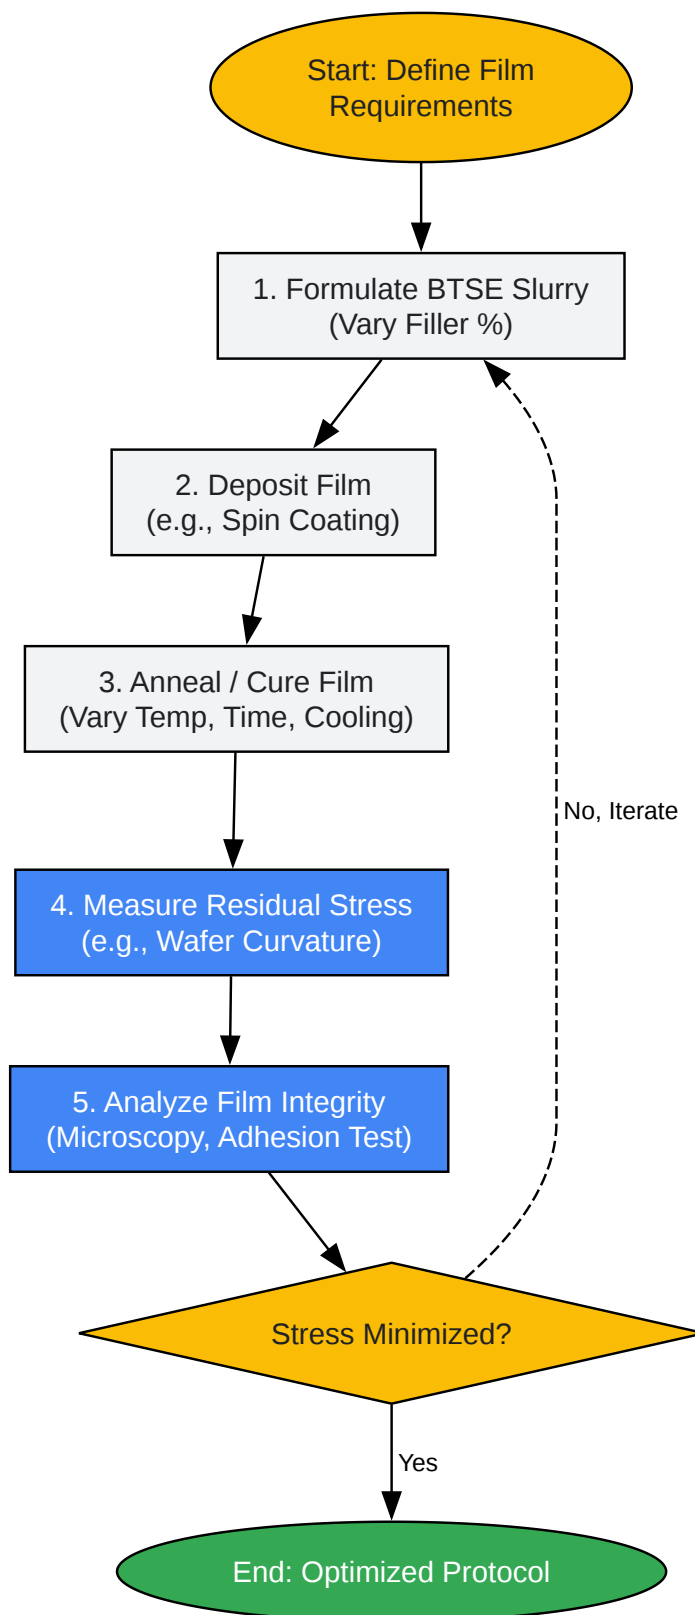 Start: Define Film
Requirements
1. Formulate BTSE Slurry
(Vary Filler %)
2. Deposit Film
(e.g., Spin Coating)
3. Anneal / Cure Film
(Vary Temp, Time, Cooling)
No, Iterate
4. Measure Residual Stress
(e.g., Wafer Curvature)
5. Analyze Film Integrity
(Microscopy, Adhesion Test)
Stress Minimized?
Yes
End: Optimized Protocol